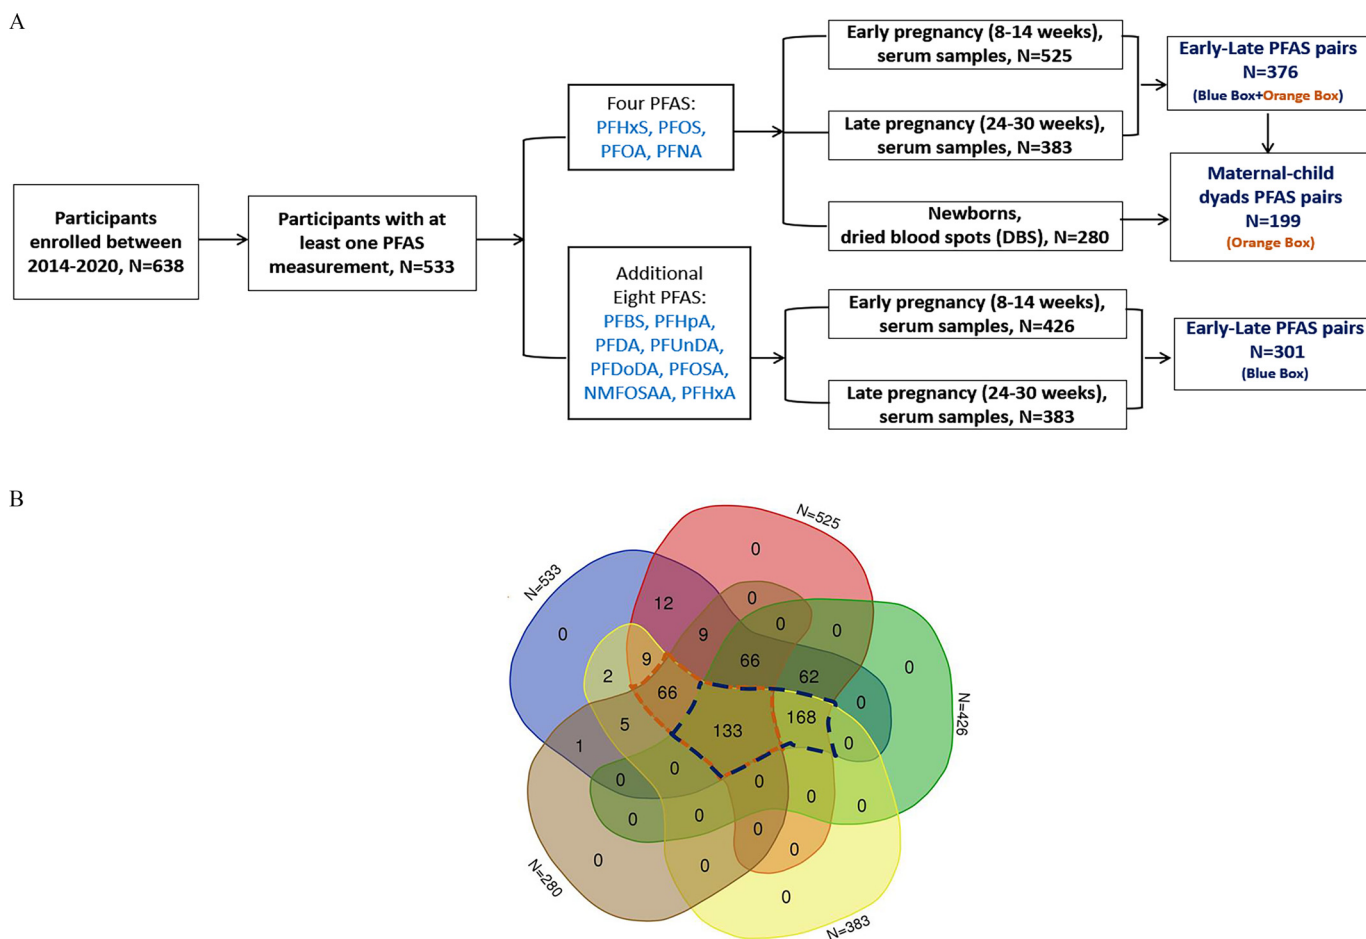 A
Participants
enrolled between
2014-2020, N=638
Participants with at
least one PFAS
measurement, N=533
Four PFAS:
PFHxS, PFOS,
PFOA, PFNA
Additional
Eight PFAS:
PFBS, PFHpA,
PFDA, PFUnDA,
PFDoDA, PFOSA,
NMFOSAA, PFHxA
Early pregnancy (8-14 weeks),
serum samples, N=525
Late pregnancy (24-30 weeks),
serum samples, N=383
Newborns,
dried blood spots (DBS), N=280
Early pregnancy (8-14 weeks),
serum samples, N=426
Late pregnancy (24-30 weeks),
serum samples, N=383
Early-Late PFAS pairs
N=376
(Blue Box+Orange Box)
Maternal-child
dyads PFAS pairs
N=199
(Orange Box)
Early-Late PFAS pairs
N=301
(Blue Box)
B
N=525
N=533
N=426
N=280
N=383
0
0
12
0
0
9
0
0
9
66
0
2
62
66
0
5
168
133
1
0
0
0
0
0
0
0
0
0
0
0
0